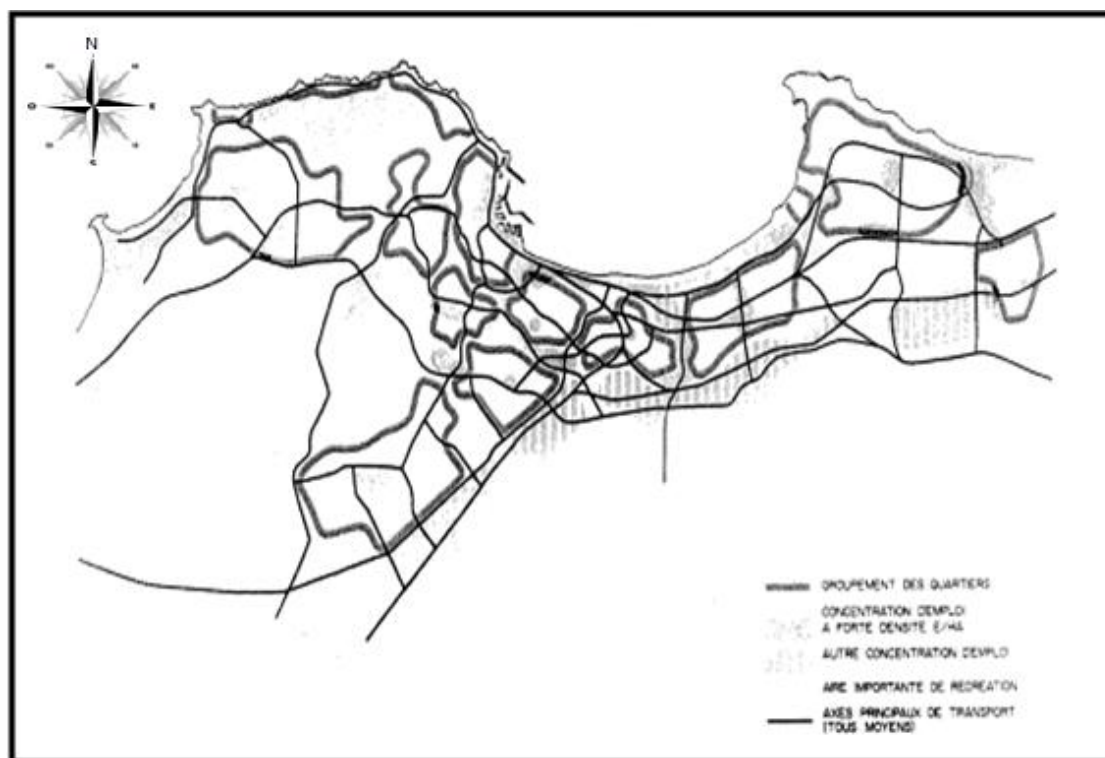 N
O E
S
GROUPEMENT DES QUARTIERS
CONCENTRATION D'EMPLOI
A FORTE DENSITE E/HA
AUTRE CONCENTRATION D'EMPLOI
AIRE IMPORTANTE DE RECREATION
AXES PRINCIPAUX DE TRANSPORT
(TOUS MOYENS)